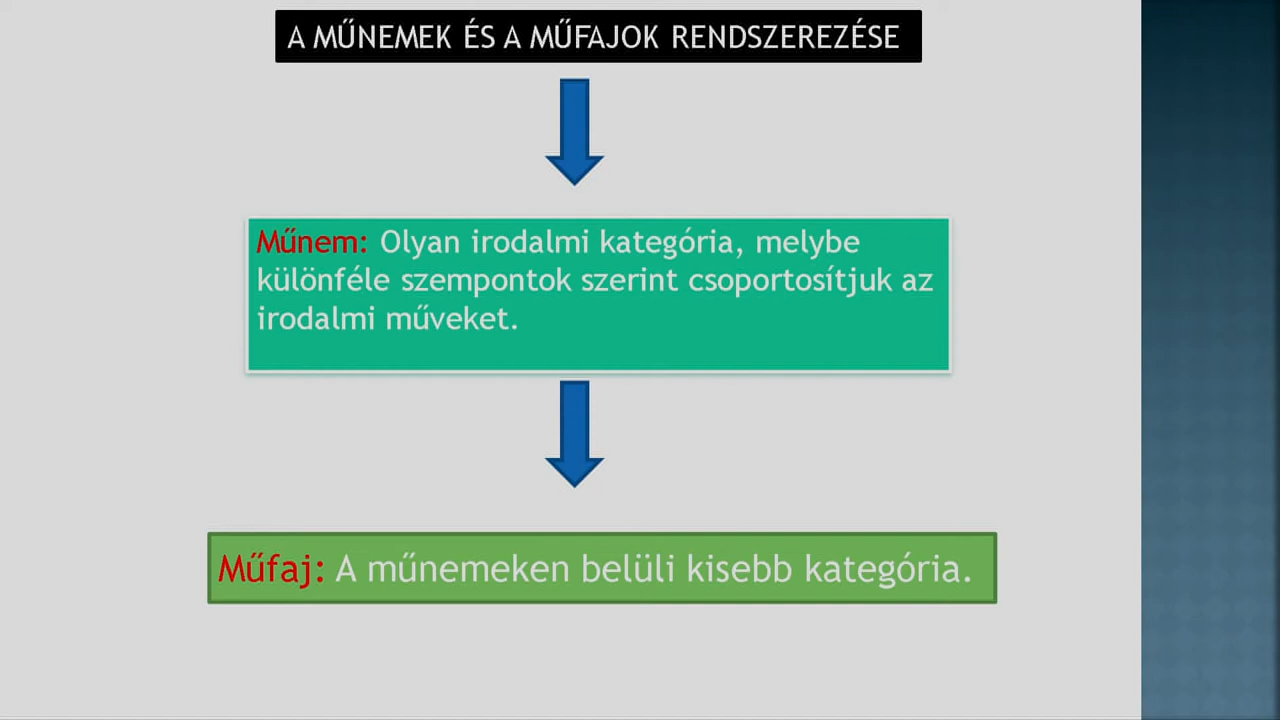 A MŰNEMEK ÉS A MŰFAJOK RENDSZEREZÉSE
Műnem: Olyan irodalmi kategória, melybe
különféle szempontok szerint csoportosítjuk az
irodalmi műveket.
Műfaj: A műnemeken belüli kisebb kategória.